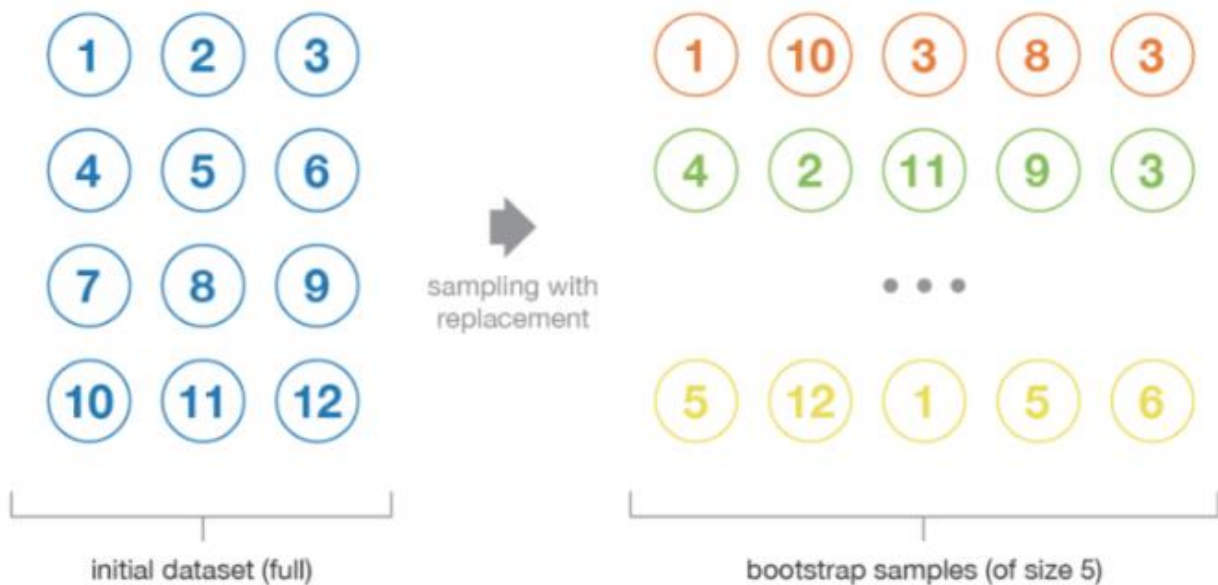 1 2 3
4 5 6
7 8 9
10 11 12
sampling with
replacement
1 10 3 8 3
4 2 11 9 3
•••
5 12 1 5 6
initial dataset (full)
bootstrap samples (of size 5)